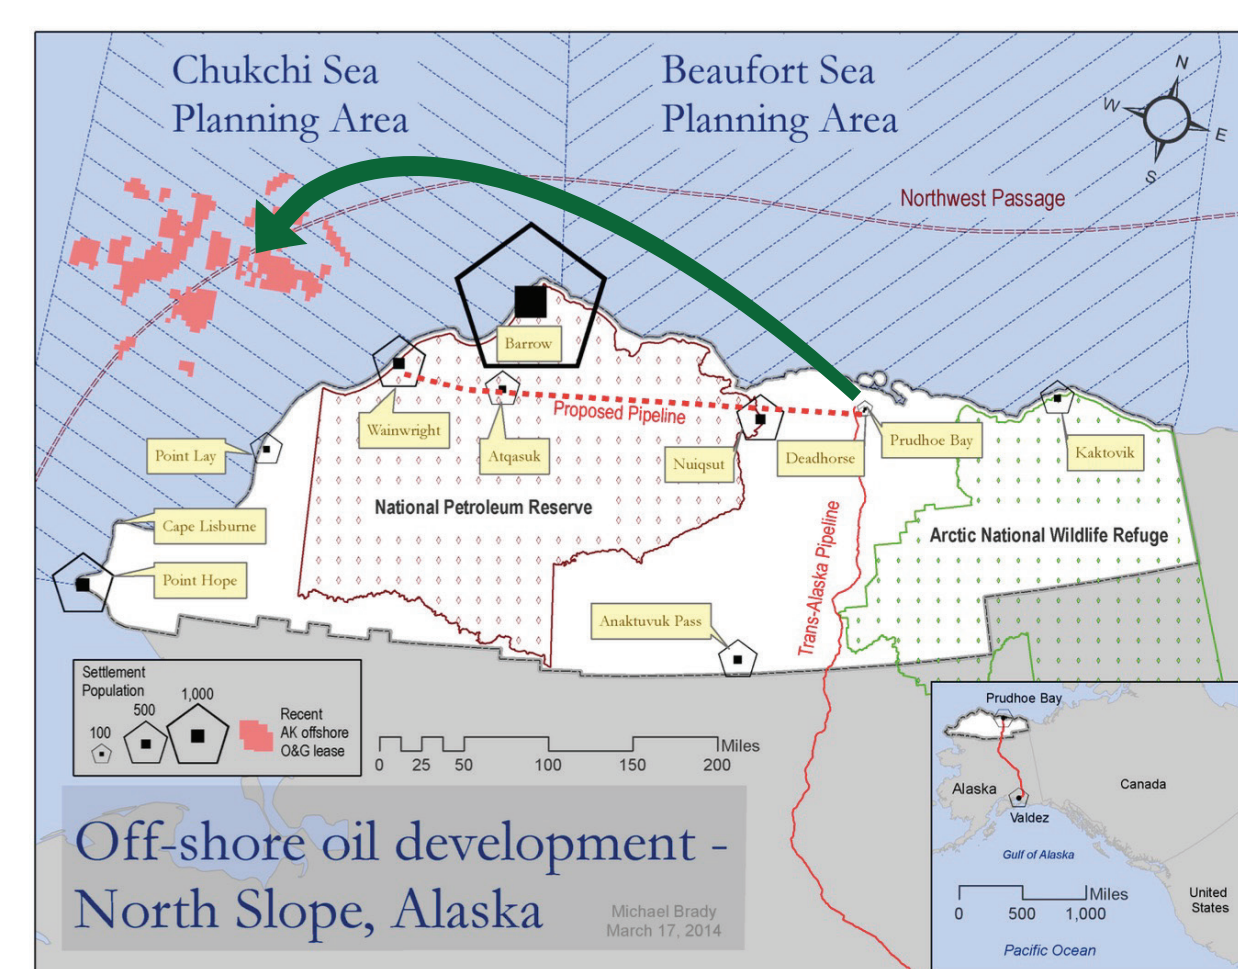 Chukchi Sea
Planning Area
Beaufort Sea
Planning Area
N
W
E
S
Northwest Passage
Barrow
Proposed Pipeline
Wainwright
Atqasuk
Nuiqsut
Deadhorse
Prudhoe Bay
Kaktovik
Point Lay
National Petroleum Reserve
Cape Lisburne
Arctic National Wildlife Refuge
Point Hope
Trans-Alaska Pipeline
Anaktuvuk Pass
Settlement
Population
100
500
1,000
Recent
AK offshore
O&G lease
Miles
0 25 50 100 150 200
Off-shore oil development -
North Slope, Alaska
Michael Brady
March 17, 2014
Prudhoe Bay
Alaska
Canada
Valdez
Gulf of Alaska
Miles
0 500 1,000
United
States
Pacific Ocean